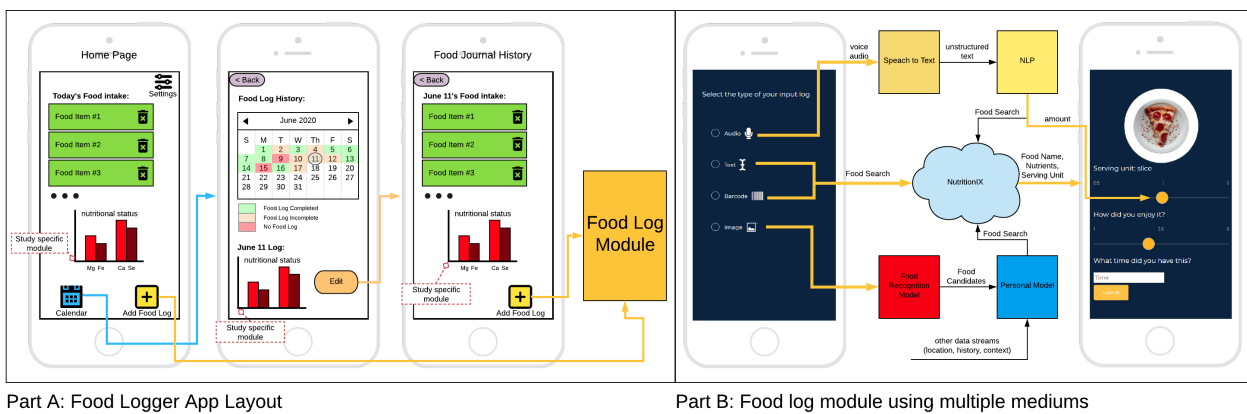 Home Page
Settings
Today's Food intake:
Food Item #1
Food Item #2
Food Item #3
nutritional status
Study specific
module
Mg Fe Ca Se
Calendar
Add Food Log
< Back
Food Log History:
June 2020
S M T W Th F S
1 2 3 4 5 6
7 8 9 10 11 12 13
14 15 16 17 18 19 20
21 22 23 24 25 26 27
28 29 30 31
Food Log Completed
Food Log Incomplete
No Food Log
June 11 Log:
nutritional status
Edit
Study specific
module
Food Journal History
< Back
June 11's Food intake:
Food Item #1
Food Item #2
Food Item #3
nutritional status
Mg Fe Ca Se
Study specific
module
Add Food Log
Food Log
Module
Part A: Food Logger App Layout
Select the type of your input log
Audio
Text
Barcode
Image
voice
audio
Speach to Text
unstructured
text
NLP
Food Search
amount
Food Search
NutritionIX
Food Name,
Nutrients,
Serving Unit
Food Search
Food
Recognition
Model
Food
Candidates
Personal Model
other data streams
(location, history, context)
Serving unit: slice
How did you enjoy it?
What time did you have this?
Time
Submit
Part B: Food log module using multiple mediums